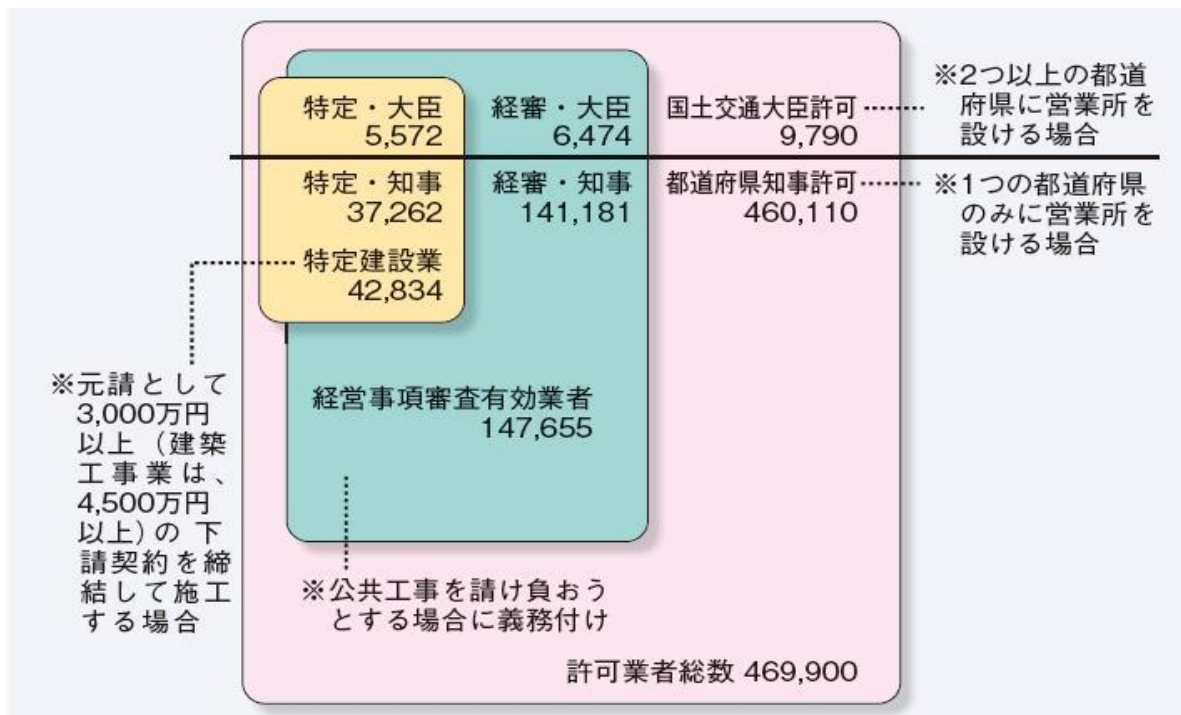 特定・大臣
5,572
経審・大臣
6,474
国土交通大臣許可
9,790
※2つ以上の都道
府県に営業所を
設ける場合
特定・知事
37,262
経審・知事
141,181
都道府県知事許可
460,110
※1つの都道府県
のみに営業所を
設ける場合
特定建設業
42,834
※元請として
3,000万円
以上(建築
工事業は、
4,500万円
以上)の下
請契約を締
結して施工
する場合
経営事項審査有効業者
147,655
※公共工事を請け負おう
とする場合に義務付け
許可業者総数 469,900